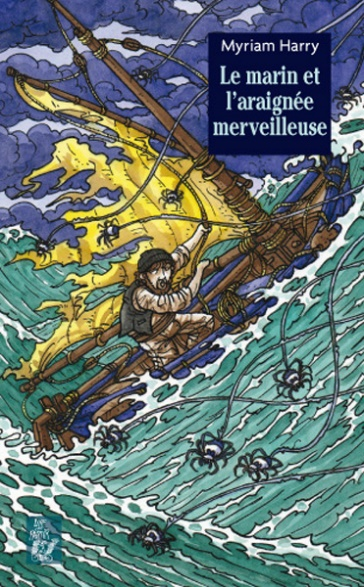 Myriam Harry
Le marin et
l'araignée
merveilleuse